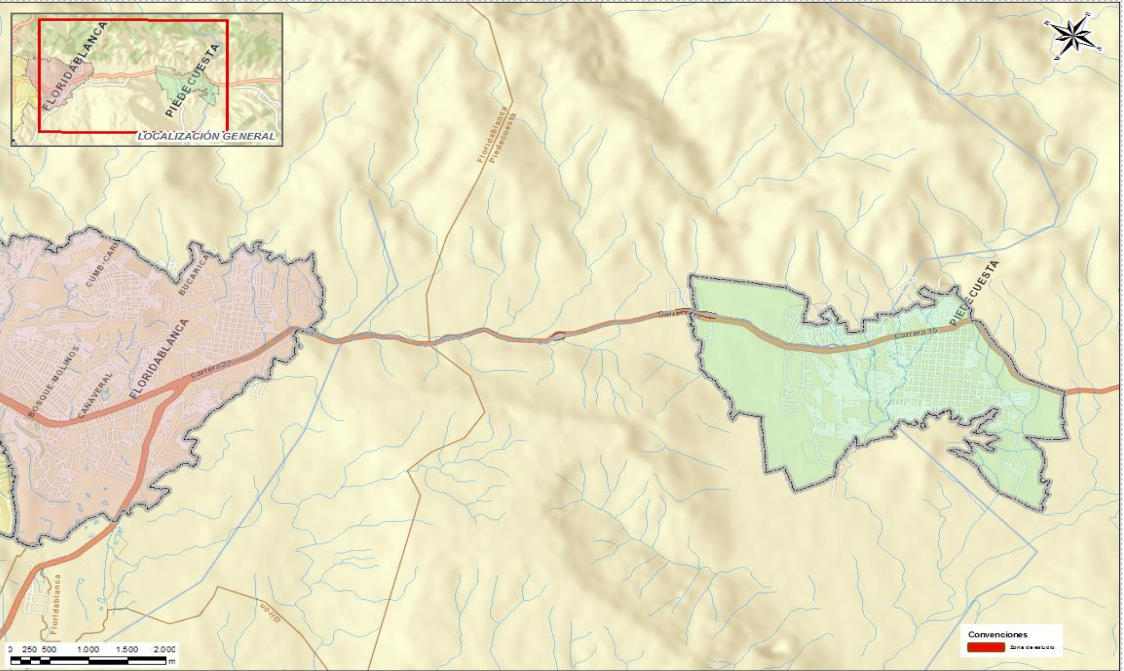 FLORIDABLANCA
PIEDECUESTA
LOCALIZACIÓN GENERAL
N
E
S
W
Floridablanca
Piedecuesta
BUCARICA
PIEDECUESTA
BOSQUE-MOLINOS
CAÑAVERAL
FLORIDABLANCA
Carrera 15
Floridablanca
Girón
0 250 500 1.000 1.500 2.000
m
Convenciones
Zona de estudio